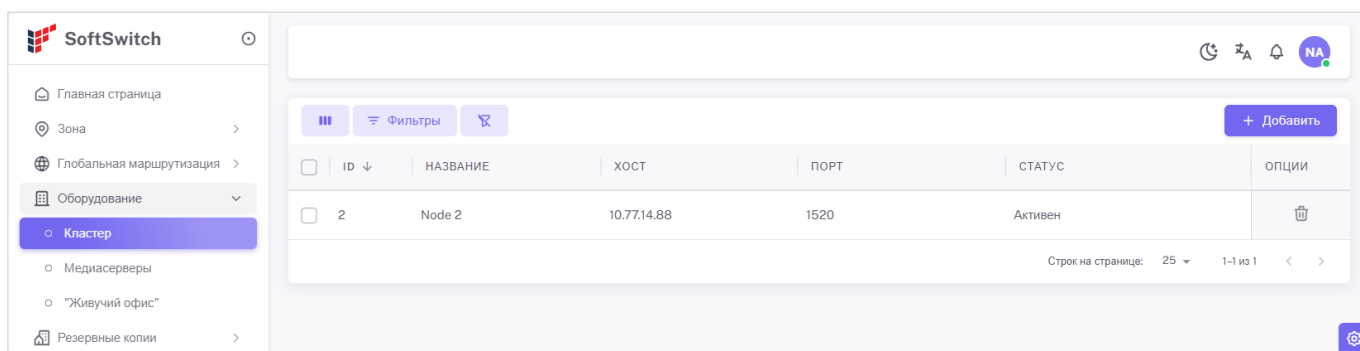 SoftSwitch
NA
Главная страница
Зона
Глобальная маршрутизация
Оборудование
Кластер
Медиасерверы
"Живучий офис"
Резервные копии
Фильтры
+ Добавить
ID НАЗВАНИЕ ХОСТ ПОРТ СТАТУС ОПЦИИ
2 Node 2 10.77.14.88 1520 Активен
Строк на странице: 25 1–1 из 1